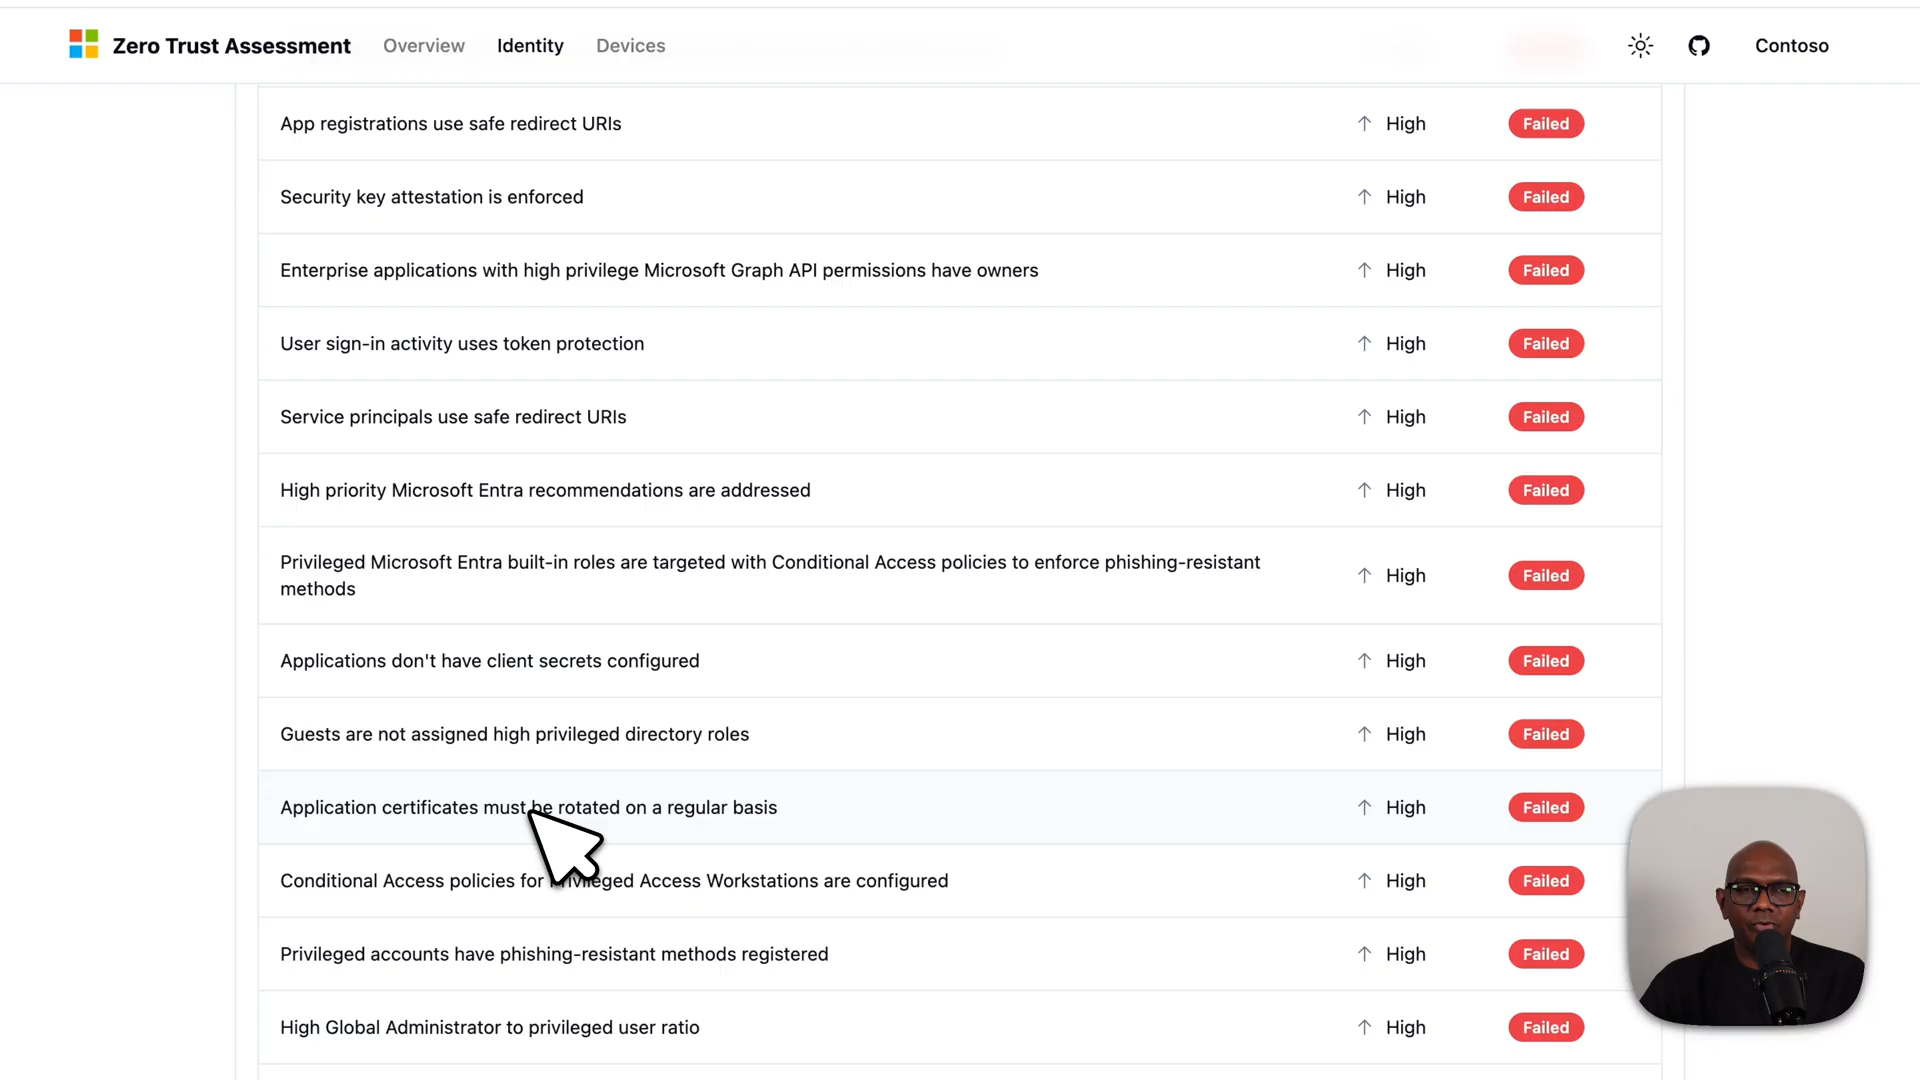 Zero Trust Assessment Overview Identity Devices Contoso
App registrations use safe redirect URIs High Failed
Security key attestation is enforced High Failed
Enterprise applications with high privilege Microsoft Graph API permissions have owners High Failed
User sign-in activity uses token protection High Failed
Service principals use safe redirect URIs High Failed
High priority Microsoft Entra recommendations are addressed High Failed
Privileged Microsoft Entra built-in roles are targeted with Conditional Access policies to enforce phishing-resistant
methods High Failed
Applications don't have client secrets configured High Failed
Guests are not assigned high privileged directory roles High Failed
Application certificates must be rotated on a regular basis High Failed
Conditional Access policies for Privileged Access Workstations are configured High Failed
Privileged accounts have phishing-resistant methods registered High Failed
High Global Administrator to privileged user ratio High Failed